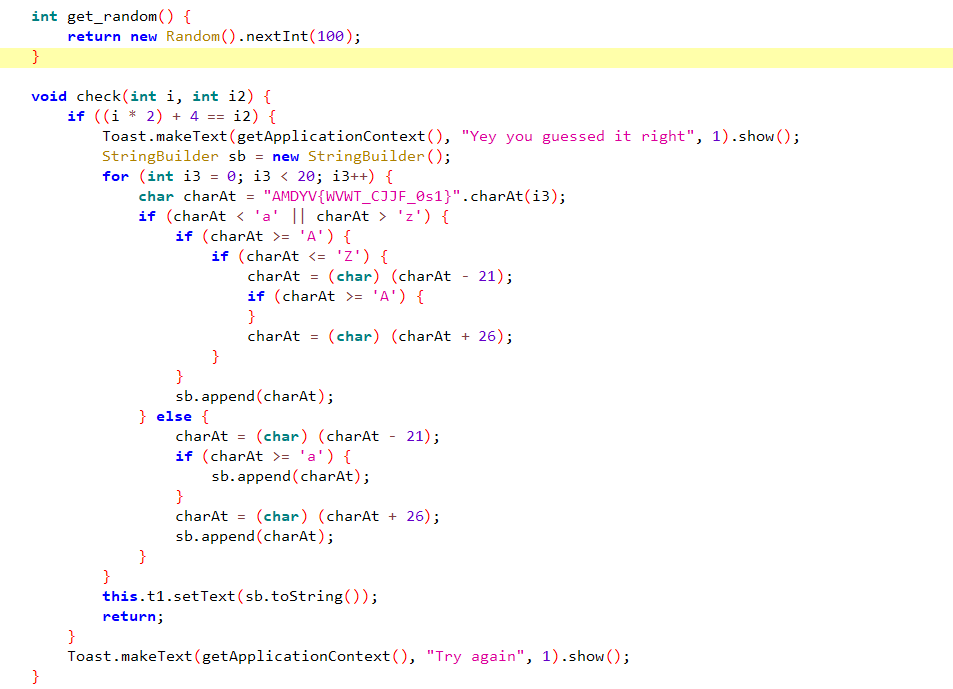 int get_random() {
    return new Random().nextInt(100);
}
void check(int i, int i2) {
    if ((i * 2) + 4 == i2) {
        Toast.makeText(getApplicationContext(), "Yey you guessed it right", 1).show();
        StringBuilder sb = new StringBuilder();
        for (int i3 = 0; i3 < 20; i3++) {
            char charAt = "AMDYV{WVWT_CJJF_0s1}".charAt(i3);
            if (charAt < 'a' || charAt > 'z') {
                if (charAt >= 'A') {
                    if (charAt <= 'Z') {
                        charAt = (char) (charAt - 21);
                        if (charAt >= 'A') {
                        }
                        charAt = (char) (charAt + 26);
                    }
                }
                sb.append(charAt);
            } else {
                charAt = (char) (charAt - 21);
                if (charAt >= 'a') {
                    sb.append(charAt);
                }
                charAt = (char) (charAt + 26);
                sb.append(charAt);
            }
        }
        this.t1.setText(sb.toString());
        return;
    }
    Toast.makeText(getApplicationContext(), "Try again", 1).show();
}